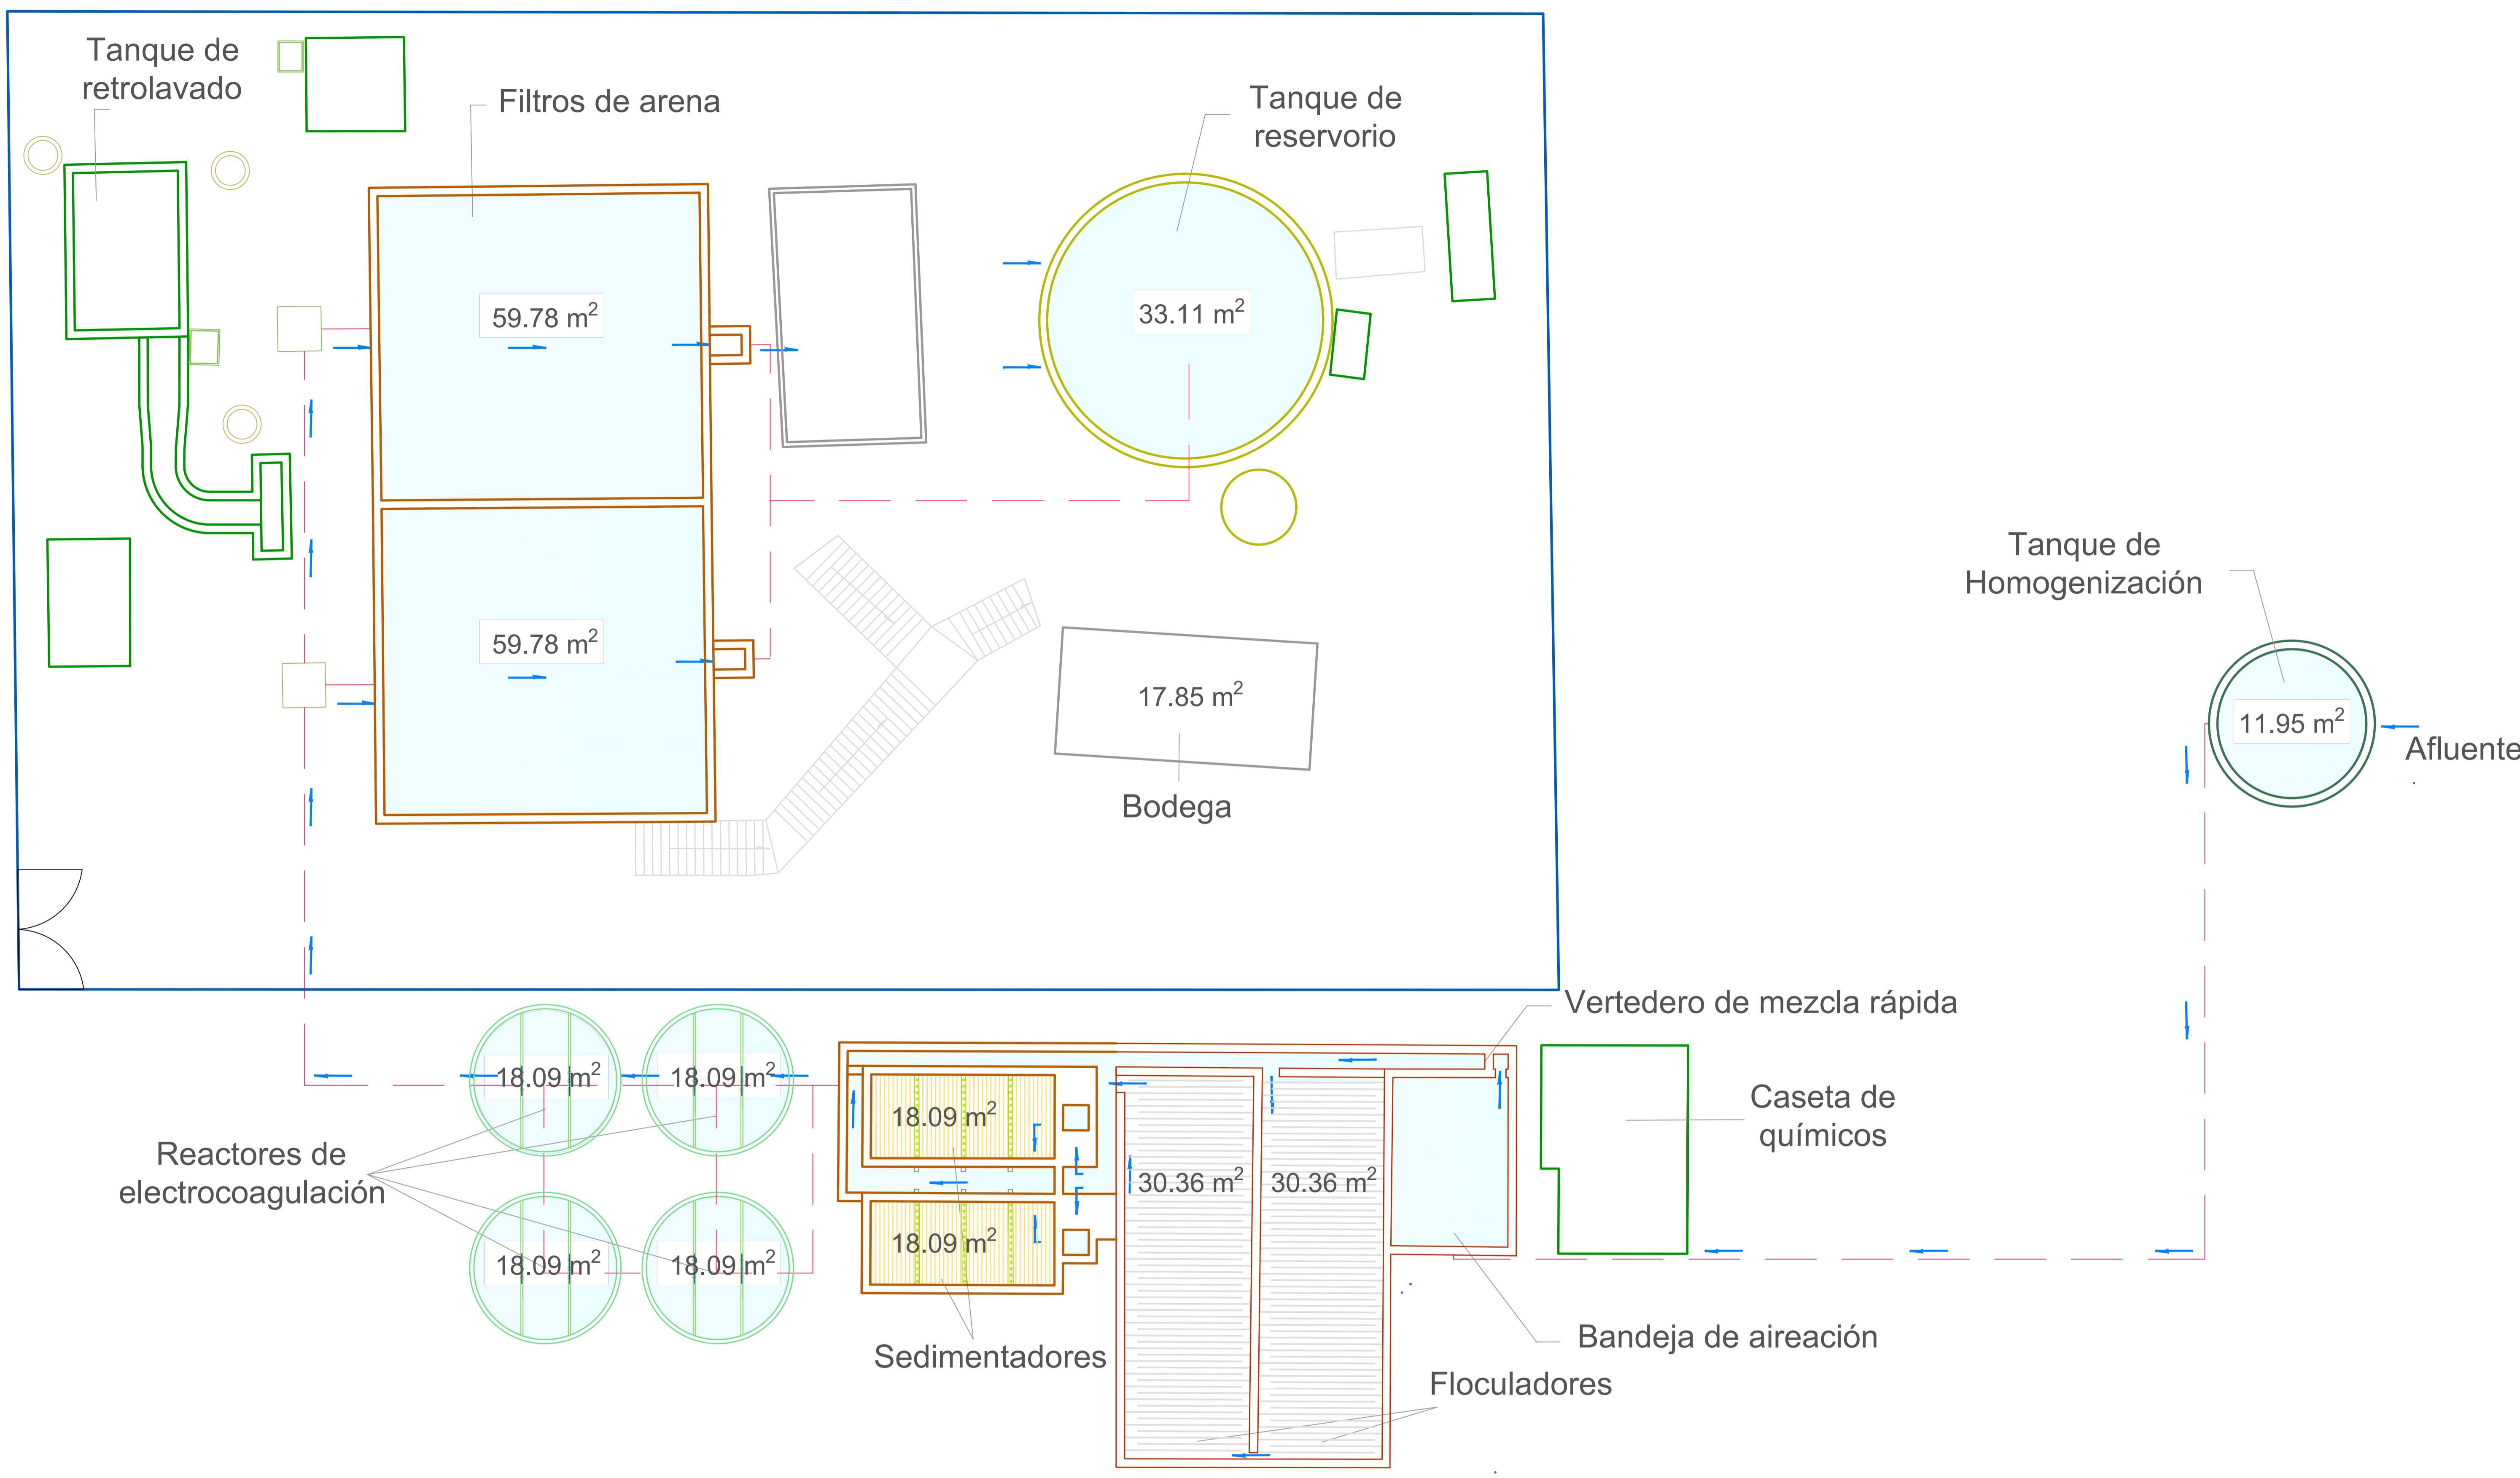 Tanque de
retrolavado
Filtros de arena
Tanque de
reservorio
59.78 m²
33.11 m²
59.78 m²
17.85 m²
Bodega
Tanque de
Homogenización
11.95 m²
Afluente
Vertedero de mezcla rápida
18.09 m²
18.09 m²
18.09 m²
Caseta de
químicos
Reactores de
electrocoagulación
30.36 m²
30.36 m²
18.09 m²
18.09 m²
18.09 m²
Sedimentadores
Bandeja de aireación
Floculadores